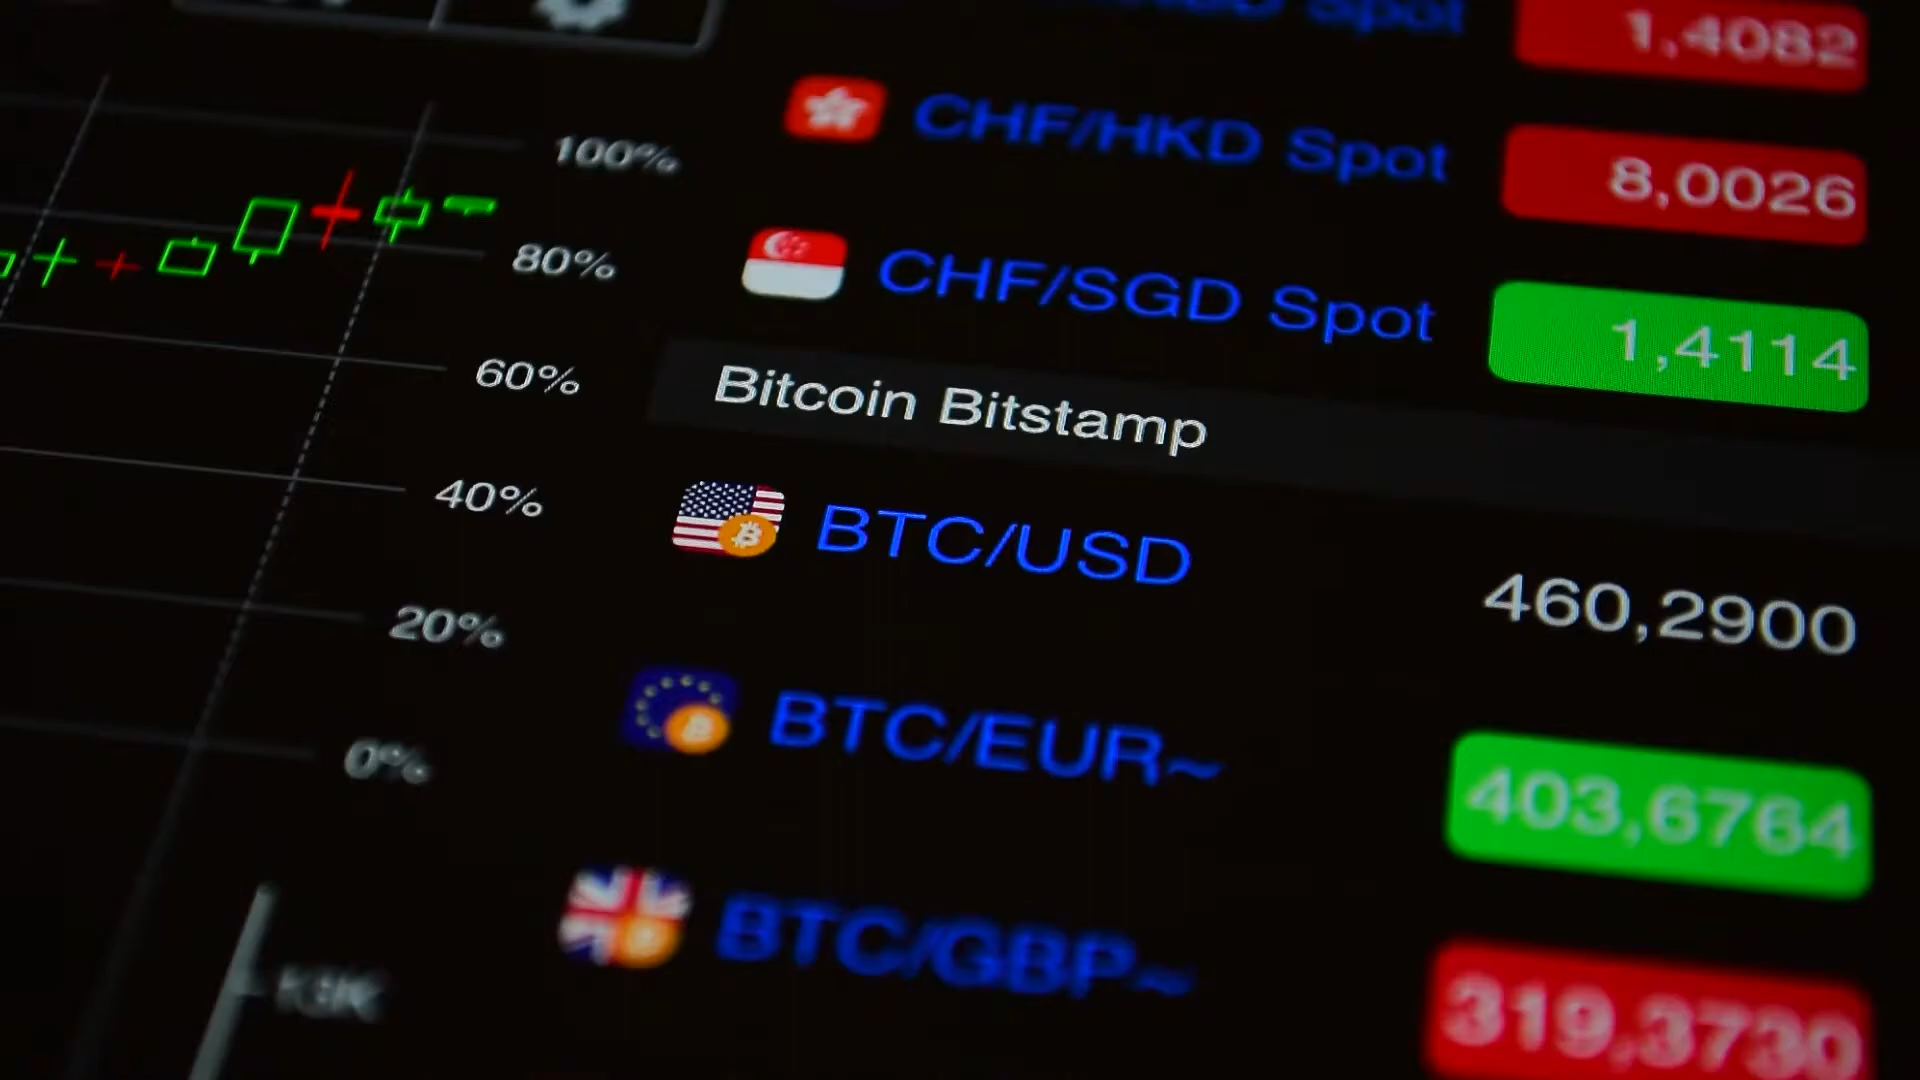 Spot 1,4082
100%
CHF/HKD Spot 8,0026
80%
CHF/SGD Spot 1,4114
60%
Bitcoin Bitstamp
40%
BTC/USD 460,2900
20%
BTC/EUR~ 403,6764
0%
BTC/GBP~ 319,3730